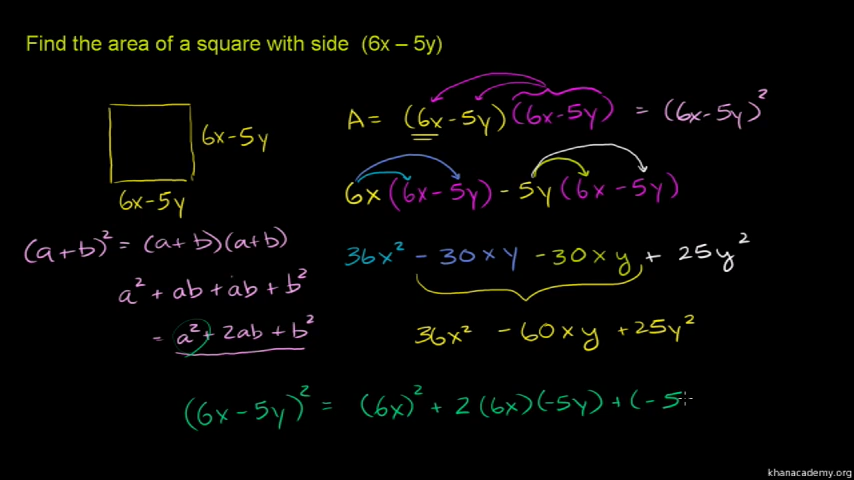 Find the area of a square with side (6x – 5y)
A = (6x-5y)(6x-5y) = (6x-5y)²
6x-5y
6x-5y
6x(6x-5y) - 5y(6x-5y)
(a+b)² = (a+b)(a+b)
a² + ab + ab + b²
= a² + 2ab + b²
36x² - 30xy - 30xy + 25y²
36x² - 60xy + 25y²
(6x-5y)² = (6x)² + 2(6x)(-5y) + (-5
khanacademy.org